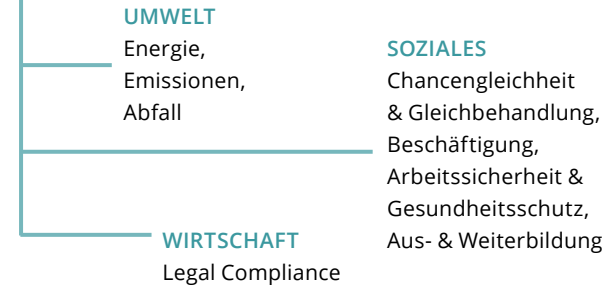 UMWELT
Energie,
Emissionen,
Abfall
SOZIALES
Chancengleichheit
& Gleichbehandlung,
Beschäftigung,
Arbeitssicherheit &
Gesundheitsschutz,
Aus- & Weiterbildung
WIRTSCHAFT
Legal Compliance